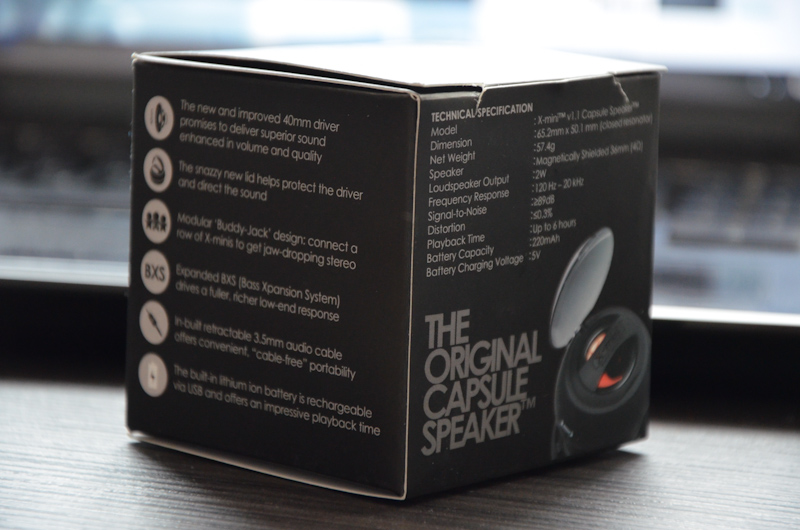 The new and improved 40mm driver
promises to deliver superior sound
enhanced in volume and quality
The snazzy new lid helps protect the driver
and direct the sound
Modular 'Buddy-Jack' design: connect a
row of X-minis to get jaw-dropping stereo
BXS
Expanded BXS (Bass Xpansion System)
drives a fuller, richer low-end response
In-built retractable 3.5mm audio cable
offers convenient, "cable-free" portability
The built-in lithium ion battery is rechargeable
via USB and offers an impressive playback time
TECHNICAL SPECIFICATION
Model : X-mini™ v1.1 Capsule Speaker™
Dimension : 65.2mm x 50.1 mm (closed resonator)
Net Weight : 57.4g
Speaker : Magnetically Shielded 36mm (4Ω)
Loudspeaker Output : 2W
Frequency Response : 120 Hz – 20 kHz
Signal-to-Noise : ≥89dB
Distortion : ≤0.3%
Playback Time : Up to 6 hours
Battery Capacity : 220mAh
Battery Charging Voltage : 5V
THE
ORIGINAL
CAPSULE
SPEAKER™